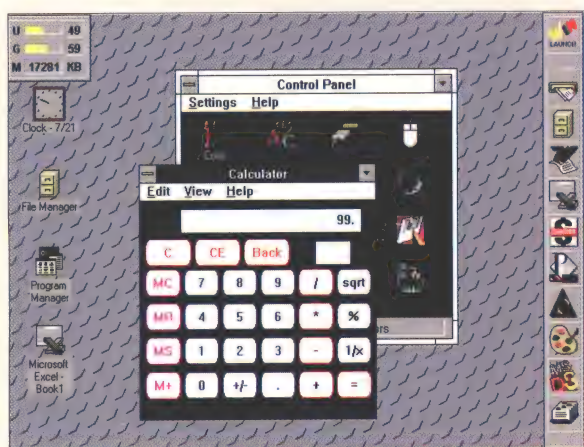 U 49
G 59
M 17281 KB
LAUNCH
Clock - 7/21
File Manager
Program
Manager
Microsoft
Excel -
Book1
Control Panel
Settings Help
Calculator
Edit View Help
99.
C CE Back
MC 7 8 9 / sqrt
MR 4 5 6 * %
MS 1 2 3 - 1/x
M+ 0 +/- . + =